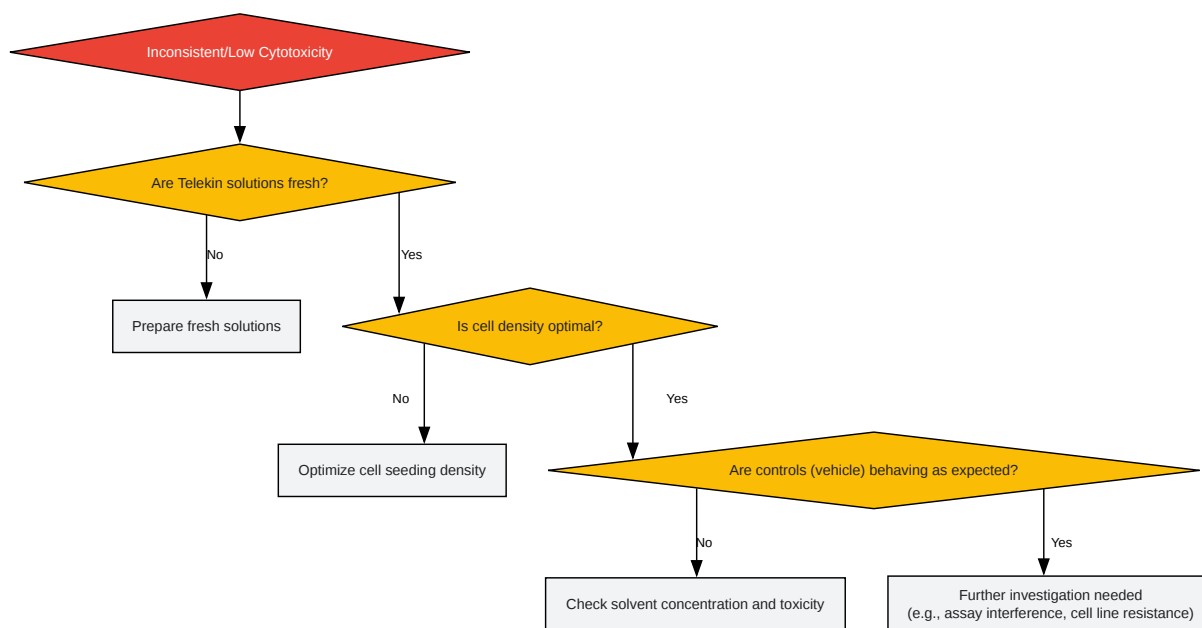 Inconsistent/Low Cytotoxicity
Are Telekin solutions fresh?
No
Yes
Prepare fresh solutions
Is cell density optimal?
No
Yes
Optimize cell seeding density
Are controls (vehicle) behaving as expected?
No
Yes
Check solvent concentration and toxicity
Further investigation needed
(e.g., assay interference, cell line resistance)